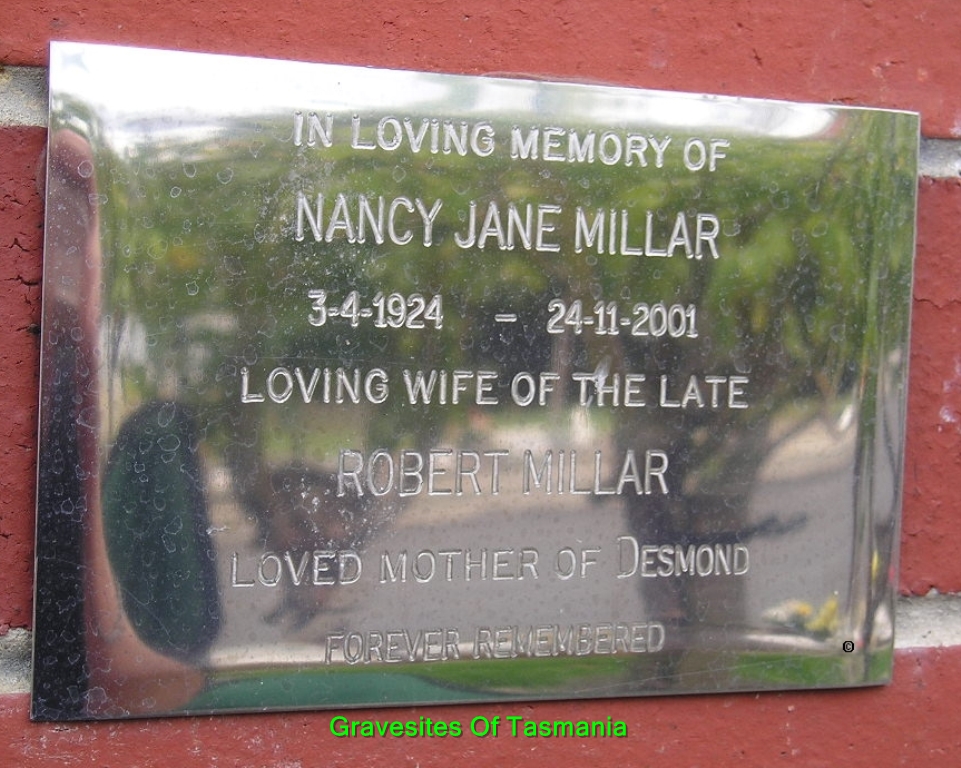 IN LOVING MEMORY OF
NANCY JANE MILLAR
3-4-1924 - 24-11-2001
LOVING WIFE OF THE LATE
ROBERT MILLAR
LOVED MOTHER OF DESMOND
FOREVER REMEMBERED
©
Gravesites Of Tasmania